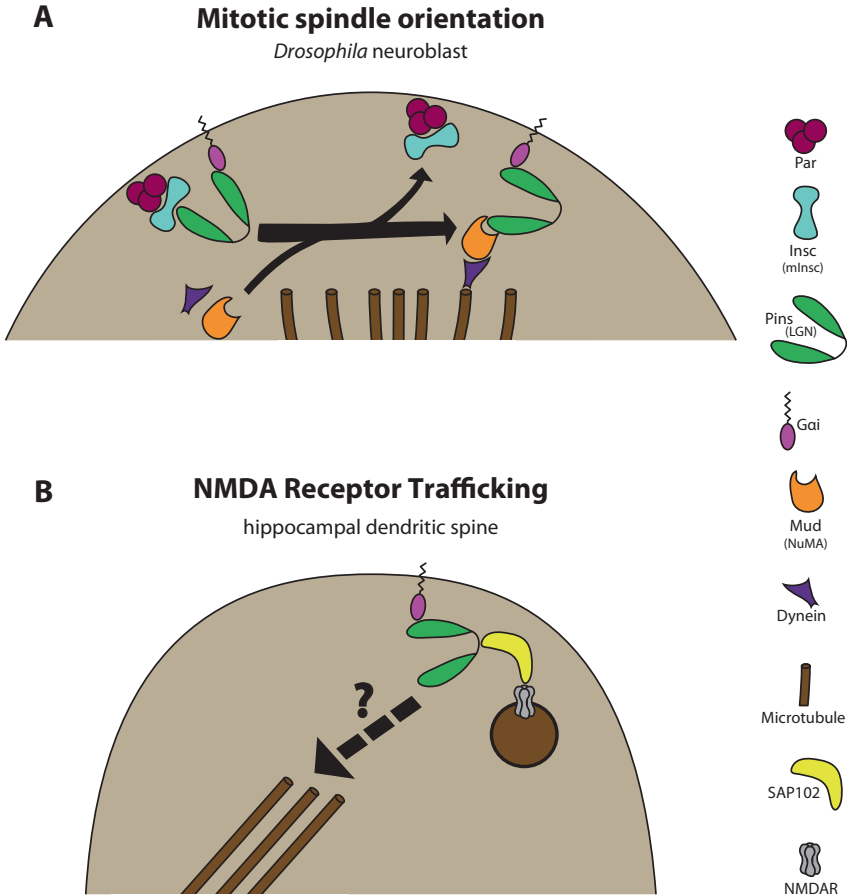 A
Mitotic spindle orientation
Drosophila neuroblast
Par
Insc
(mInsc)
Pins
(LGN)
Gαi
Mud
(NuMA)
Dynein
Microtubule
SAP102
NMDAR
B
NMDA Receptor Trafficking
hippocampal dendritic spine
?